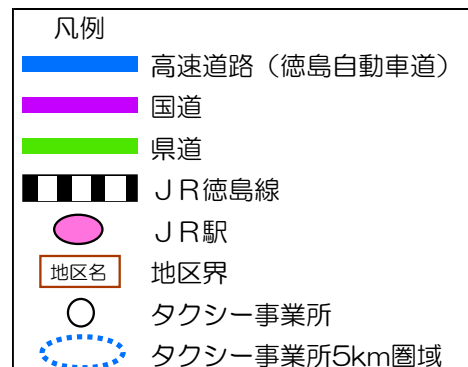 凡例
高速道路（徳島自動車道）
国道
県道
ＪＲ徳島線
ＪＲ駅
地区名 地区界
タクシー事業所
タクシー事業所5km圏域